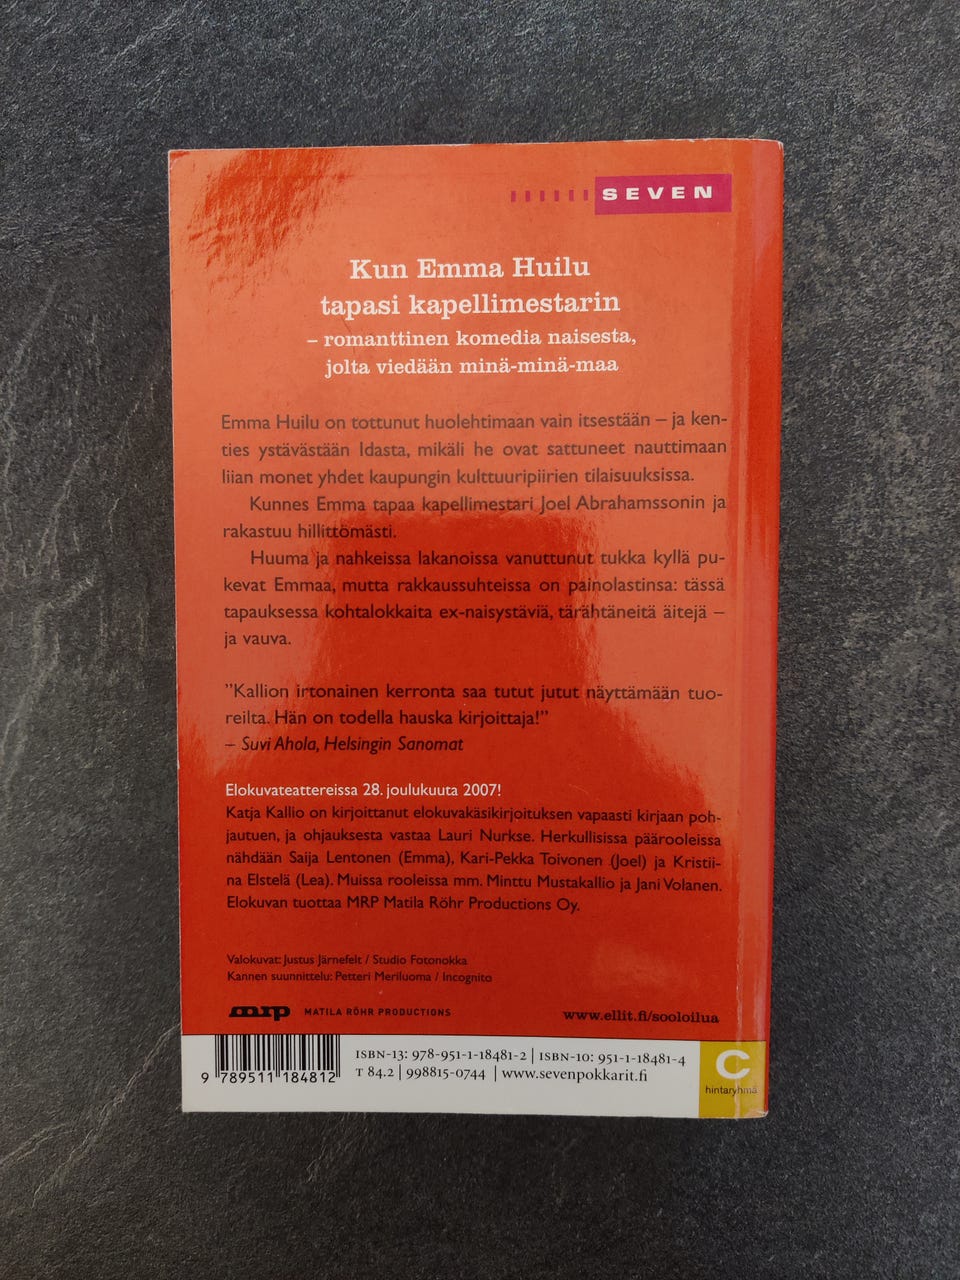 SEVEN
Kun Emma Huilu
tapasi kapellimestarin
– romanttinen komedia naisesta,
jolta viedään minä-minä-maa
Emma Huilu on tottunut huolehtimaan vain itsestään – ja ken-
ties ystävästään Idasta, mikäli he ovat sattuneet nauttimaan
liian monet yhdet kaupungin kulttuuripiirien tilaisuuksissa.
Kunnes Emma tapaa kapellimestari Joel Abrahamssonin ja
rakastuu hillittömästi.
Huuma ja nahkeissa lakanoissa vanuttunut tukka kyllä pu-
kevat Emmaa, mutta rakkaussuhteissa on painolastinsa: tässä
tapauksessa kohtalokkaita ex-naisystäviä, tärähtäneitä äitejä –
ja vauva.
”Kallion irtonainen kerronta saa tutut jutut näyttämään tuo-
reilta. Hän on todella hauska kirjoittaja!”
– Suvi Ahola, Helsingin Sanomat
Elokuvateattereissa 28. joulukuuta 2007!
Katja Kallio on kirjoittanut elokuvakäsikirjoituksen vapaasti kirjaan poh-
jautuen, ja ohjauksesta vastaa Lauri Nurkse. Herkullisissa päärooleissa
nähdään Saija Lentonen (Emma), Kari-Pekka Toivonen (Joel) ja Kristii-
na Elstelä (Lea). Muissa rooleissa mm. Minttu Mustakallio ja Jani Volanen.
Elokuvan tuottaa MRP Matila Röhr Productions Oy.
Valokuvat: Justus Järnefelt / Studio Fotonokka
Kannen suunnittelu: Petteri Meriluoma / Incognito
mrp MATILA RÖHR PRODUCTIONS www.ellit.fi/sooloilua
ISBN-13: 978-951-1-18481-2 | ISBN-10: 951-1-18481-4
T 84.2 | 998815-0744 | www.sevenpokkarit.fi
9 789511 184812
C
hintaryhmä